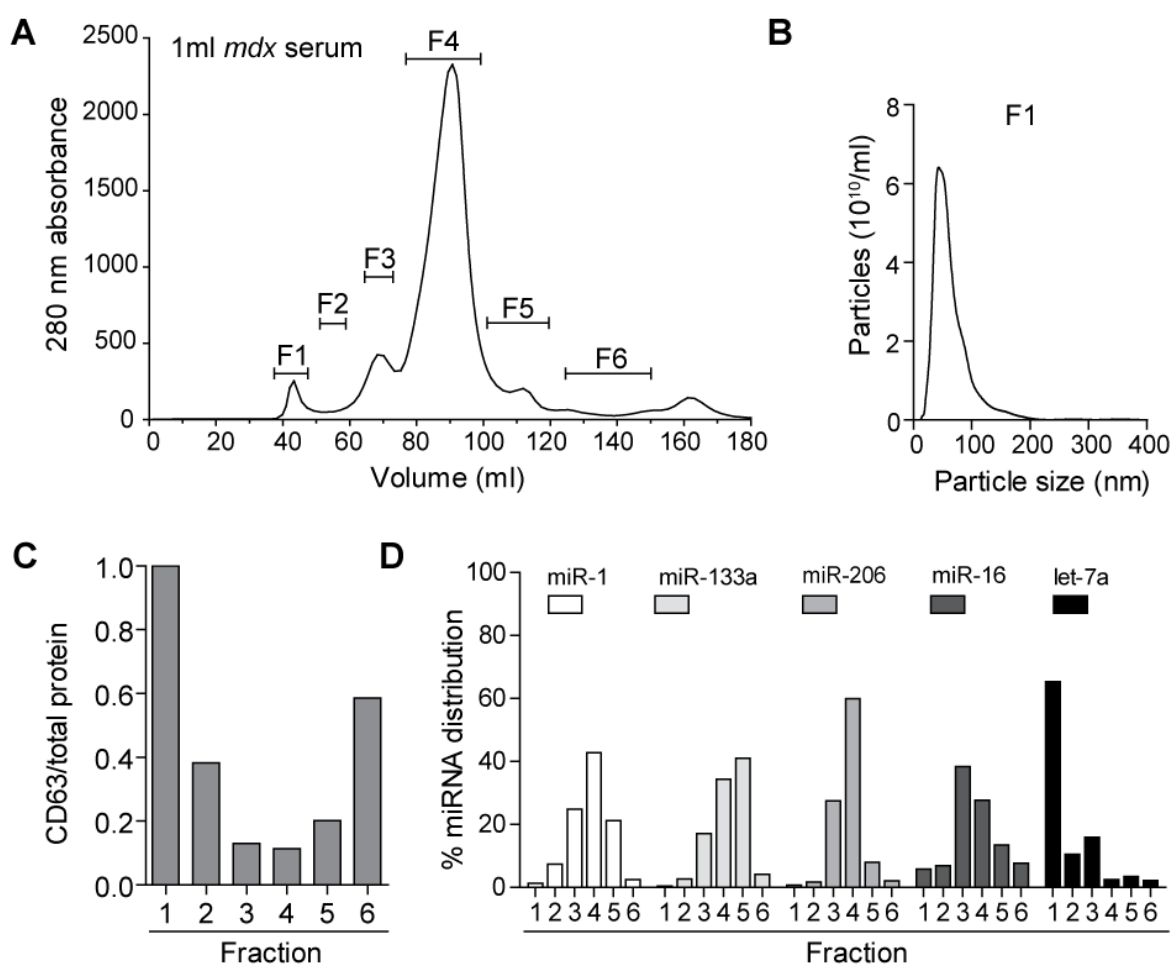 A
1ml mdx serum
280 nm absorbance
2500
2000
1500
1000
500
0
F1
F2
F3
F4
F5
F6
0 20 40 60 80 100 120 140 160 180
Volume (ml)
B
F1
Particles (10¹⁰/ml)
8
6
4
2
0
0 100 200 300 400
Particle size (nm)
C
CD63/total protein
1.0
0.8
0.6
0.4
0.2
0.0
1 2 3 4 5 6
Fraction
D
miR-1 miR-133a miR-206 miR-16 let-7a
% miRNA distribution
100
80
60
40
20
0
1 2 3 4 5 6 1 2 3 4 5 6 1 2 3 4 5 6 1 2 3 4 5 6 1 2 3 4 5 6
Fraction